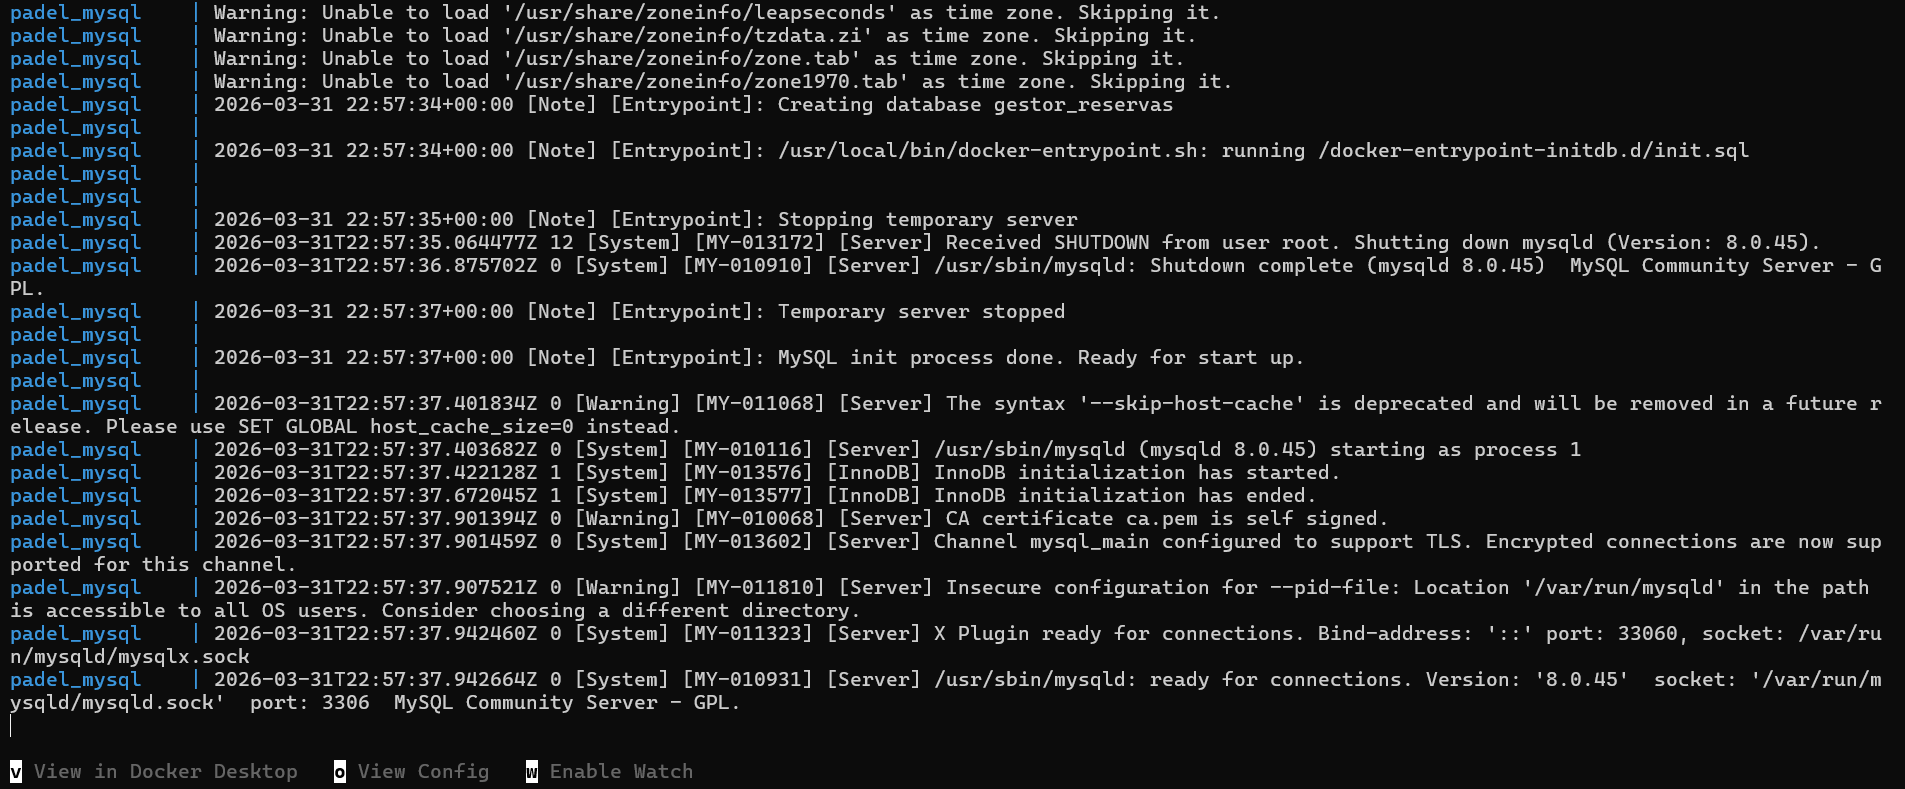 padel_mysql    | Warning: Unable to load '/usr/share/zoneinfo/leapseconds' as time zone. Skipping it.
padel_mysql    | Warning: Unable to load '/usr/share/zoneinfo/tzdata.zi' as time zone. Skipping it.
padel_mysql    | Warning: Unable to load '/usr/share/zoneinfo/zone.tab' as time zone. Skipping it.
padel_mysql    | Warning: Unable to load '/usr/share/zoneinfo/zone1970.tab' as time zone. Skipping it.
padel_mysql    | 2026-03-31 22:57:34+00:00 [Note] [Entrypoint]: Creating database gestor_reservas
padel_mysql    |
padel_mysql    | 2026-03-31 22:57:34+00:00 [Note] [Entrypoint]: /usr/local/bin/docker-entrypoint.sh: running /docker-entrypoint-initdb.d/init.sql
padel_mysql    |
padel_mysql    |
padel_mysql    | 2026-03-31 22:57:35+00:00 [Note] [Entrypoint]: Stopping temporary server
padel_mysql    | 2026-03-31T22:57:35.064477Z 12 [System] [MY-013172] [Server] Received SHUTDOWN from user root. Shutting down mysqld (Version: 8.0.45).
padel_mysql    | 2026-03-31T22:57:36.875702Z 0 [System] [MY-010910] [Server] /usr/sbin/mysqld: Shutdown complete (mysqld 8.0.45)  MySQL Community Server - G
PL.
padel_mysql    | 2026-03-31 22:57:37+00:00 [Note] [Entrypoint]: Temporary server stopped
padel_mysql    |
padel_mysql    | 2026-03-31 22:57:37+00:00 [Note] [Entrypoint]: MySQL init process done. Ready for start up.
padel_mysql    |
padel_mysql    | 2026-03-31T22:57:37.401834Z 0 [Warning] [MY-011068] [Server] The syntax '--skip-host-cache' is deprecated and will be removed in a future r
elease. Please use SET GLOBAL host_cache_size=0 instead.
padel_mysql    | 2026-03-31T22:57:37.403682Z 0 [System] [MY-010116] [Server] /usr/sbin/mysqld (mysqld 8.0.45) starting as process 1
padel_mysql    | 2026-03-31T22:57:37.422128Z 1 [System] [MY-013576] [InnoDB] InnoDB initialization has started.
padel_mysql    | 2026-03-31T22:57:37.672045Z 1 [System] [MY-013577] [InnoDB] InnoDB initialization has ended.
padel_mysql    | 2026-03-31T22:57:37.901394Z 0 [Warning] [MY-010068] [Server] CA certificate ca.pem is self signed.
padel_mysql    | 2026-03-31T22:57:37.901459Z 0 [System] [MY-013602] [Server] Channel mysql_main configured to support TLS. Encrypted connections are now sup
ported for this channel.
padel_mysql    | 2026-03-31T22:57:37.907521Z 0 [Warning] [MY-011810] [Server] Insecure configuration for --pid-file: Location '/var/run/mysqld' in the path
is accessible to all OS users. Consider choosing a different directory.
padel_mysql    | 2026-03-31T22:57:37.942460Z 0 [System] [MY-011323] [Server] X Plugin ready for connections. Bind-address: '::' port: 33060, socket: /var/ru
n/mysqld/mysqlx.sock
padel_mysql    | 2026-03-31T22:57:37.942664Z 0 [System] [MY-010931] [Server] /usr/sbin/mysqld: ready for connections. Version: '8.0.45'  socket: '/var/run/m
ysqld/mysqld.sock'  port: 3306  MySQL Community Server - GPL.
v View in Docker Desktop   o View Config   w Enable Watch